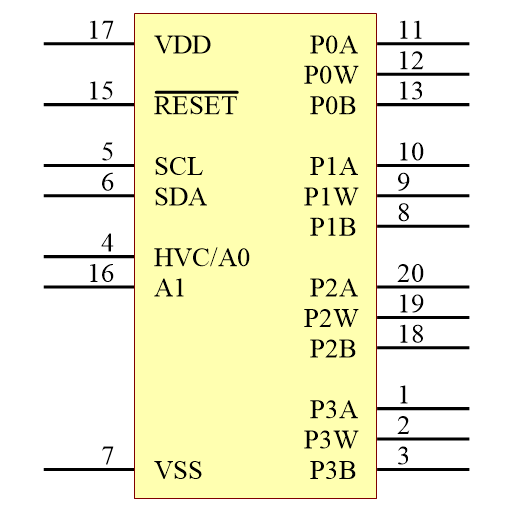 17 VDD P0A 11
P0W 12
15 RESET P0B 13
5 SCL P1A 10
6 SDA P1W 9
P1B 8
4 HVC/A0
16 A1 P2A 20
P2W 19
P2B 18
P3A 1
P3W 2
7 VSS P3B 3